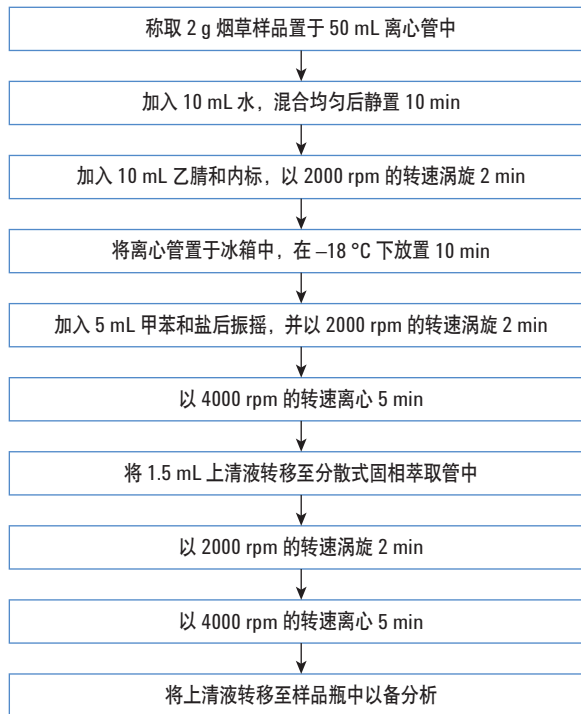 称取 2 g 烟草样品置于 50 mL 离心管中
加入 10 mL 水，混合均匀后静置 10 min
加入 10 mL 乙腈和内标，以 2000 rpm 的转速涡旋 2 min
将离心管置于冰箱中，在 –18 °C 下放置 10 min
加入 5 mL 甲苯和盐后振摇，并以 2000 rpm 的转速涡旋 2 min
以 4000 rpm 的转速离心 5 min
将 1.5 mL 上清液转移至分散式固相萃取管中
以 2000 rpm 的转速涡旋 2 min
以 4000 rpm 的转速离心 5 min
将上清液转移至样品瓶中以备分析